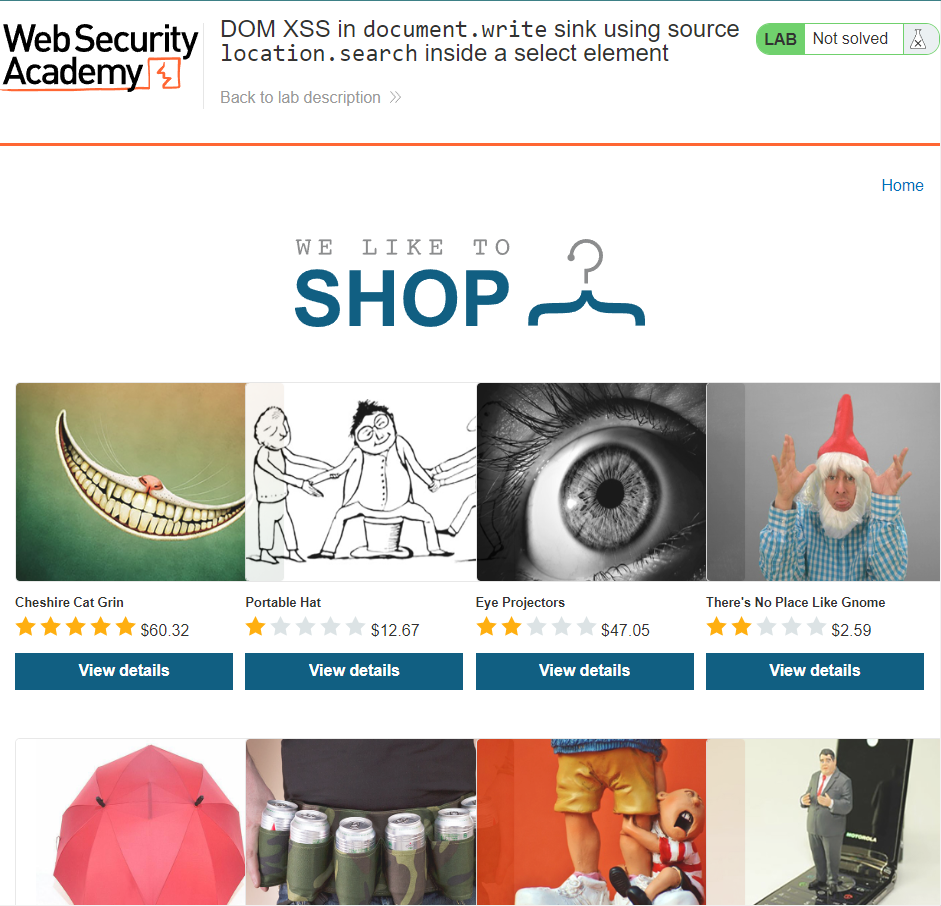 Web Security
Academy
DOM XSS in document.write sink using source
location.search inside a select element
LAB Not solved
Back to lab description
Home
WE LIKE TO
SHOP
Cheshire Cat Grin
$60.32
View details
Portable Hat
$12.67
View details
Eye Projectors
$47.05
View details
There's No Place Like Gnome
$2.59
View details
MOTOROLA